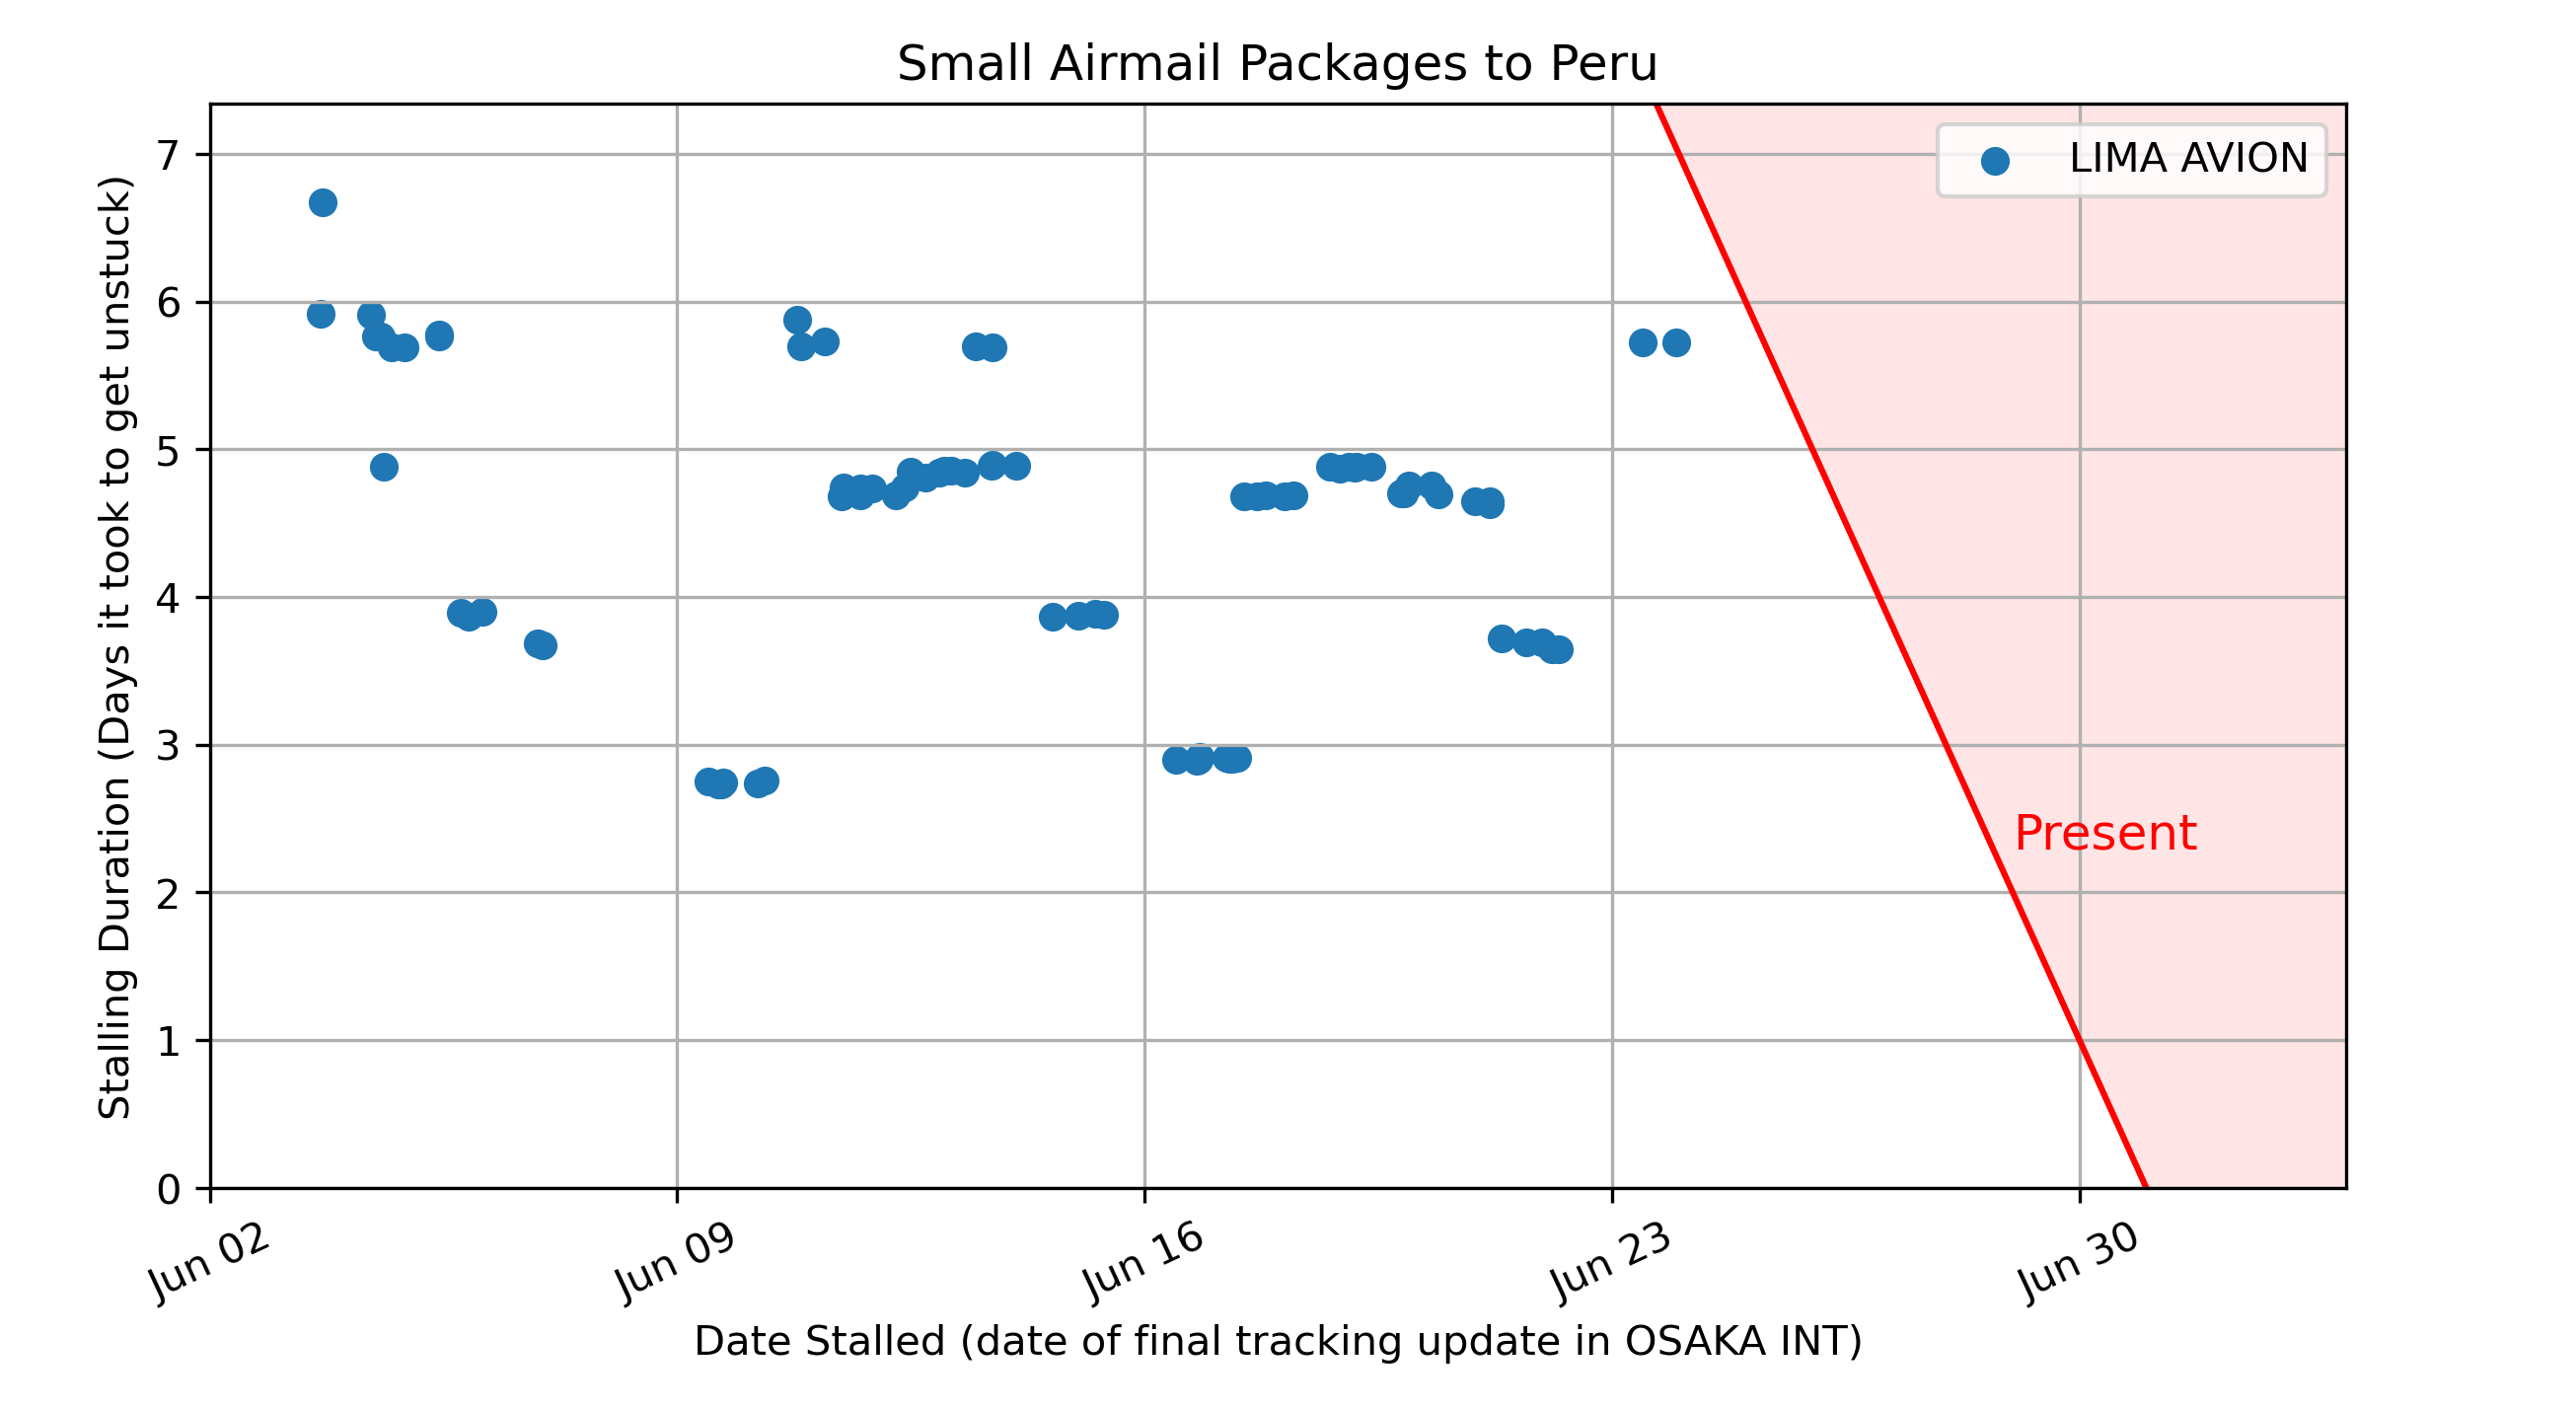 Small Airmail Packages to Peru
LIMA AVION
7
6
5
4
3
2
1
0
Stalling Duration (Days it took to get unstuck)
Present
Jun 02
Jun 09
Jun 16
Jun 23
Jun 30
Date Stalled (date of final tracking update in OSAKA INT)